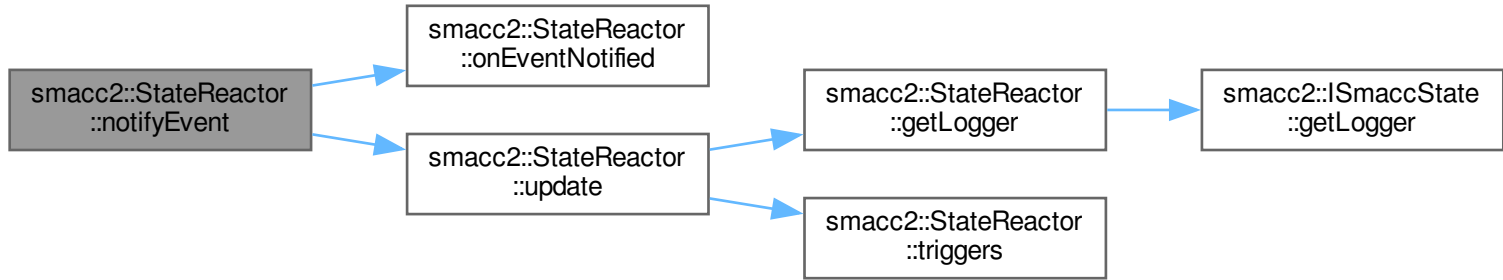 smacc2::StateReactor
::notifyEvent
smacc2::StateReactor
::onEventNotified
smacc2::StateReactor
::update
smacc2::StateReactor
::getLogger
smacc2::StateReactor
::triggers
smacc2::ISmaccState
::getLogger